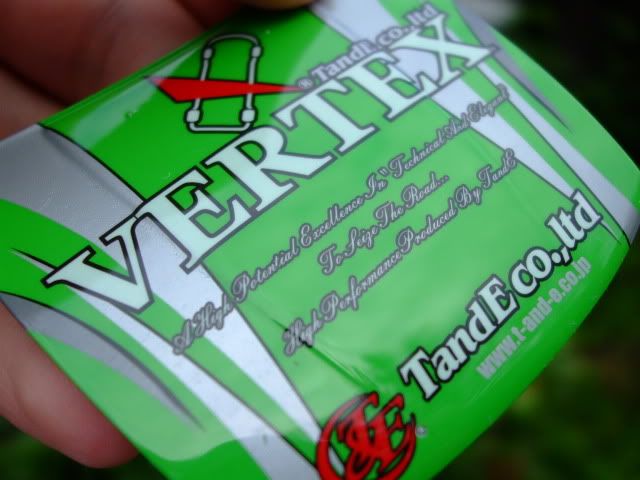 ® TandE co.,ltd
VERTEX
A High Potential Excellence In "Technical And Elegant
To Seize The Road...
High Performance Produced By TandE
TandE co.,ltd
www.t-and-e.co.jp
®